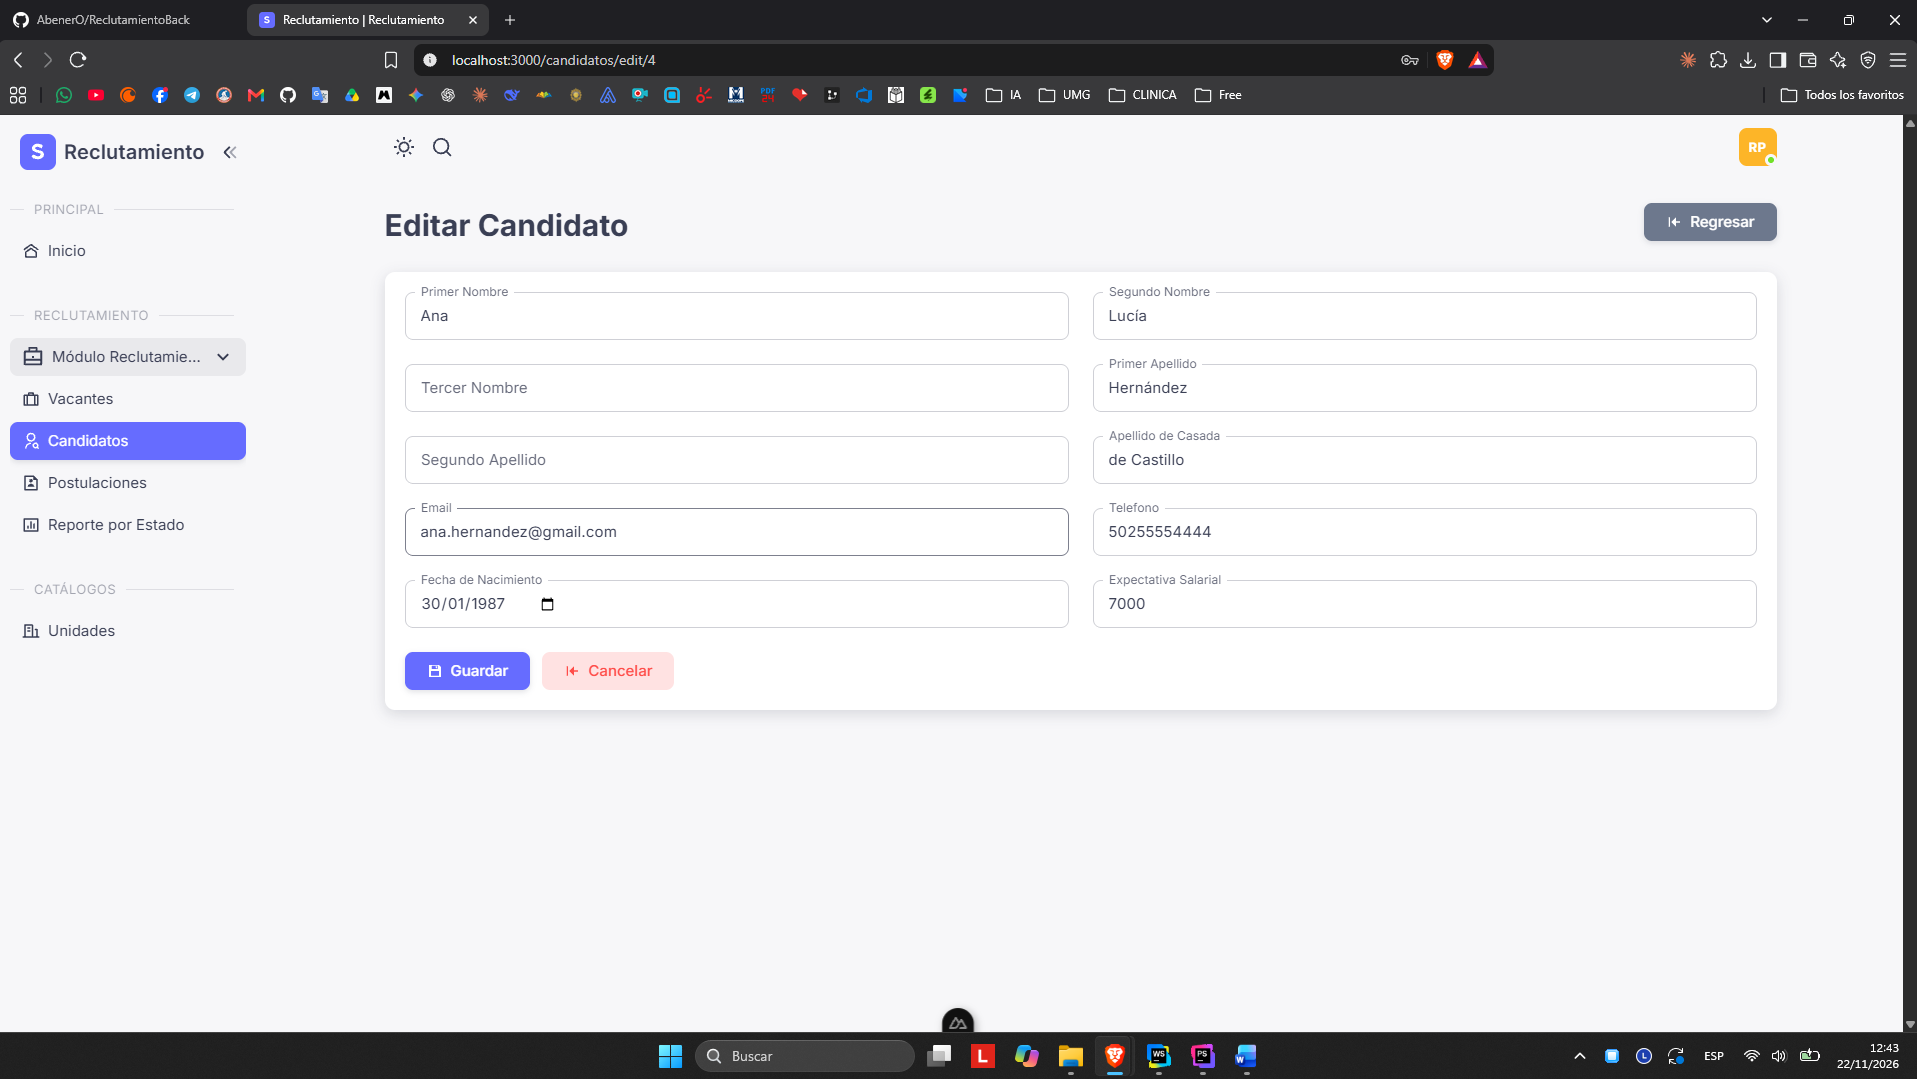 AbenerO/ReclutamientoBack
S Reclutamiento | Reclutamiento
localhost:3000/candidatos/edit/4
IA
UMG
CLINICA
Free
Todos los favoritos
S Reclutamiento
RP
PRINCIPAL
Inicio
RECLUTAMIENTO
Módulo Reclutamie...
Vacantes
Candidatos
Postulaciones
Reporte por Estado
CATÁLOGOS
Unidades
Editar Candidato
Regresar
Primer Nombre
Ana
Segundo Nombre
Lucía
Tercer Nombre
Primer Apellido
Hernández
Segundo Apellido
Apellido de Casada
de Castillo
Email
ana.hernandez@gmail.com
Telefono
50255554444
Fecha de Nacimiento
30/01/1987
Expectativa Salarial
7000
Guardar
Cancelar
Buscar
L
WS
PS
W
L
ESP
12:43
22/11/2026